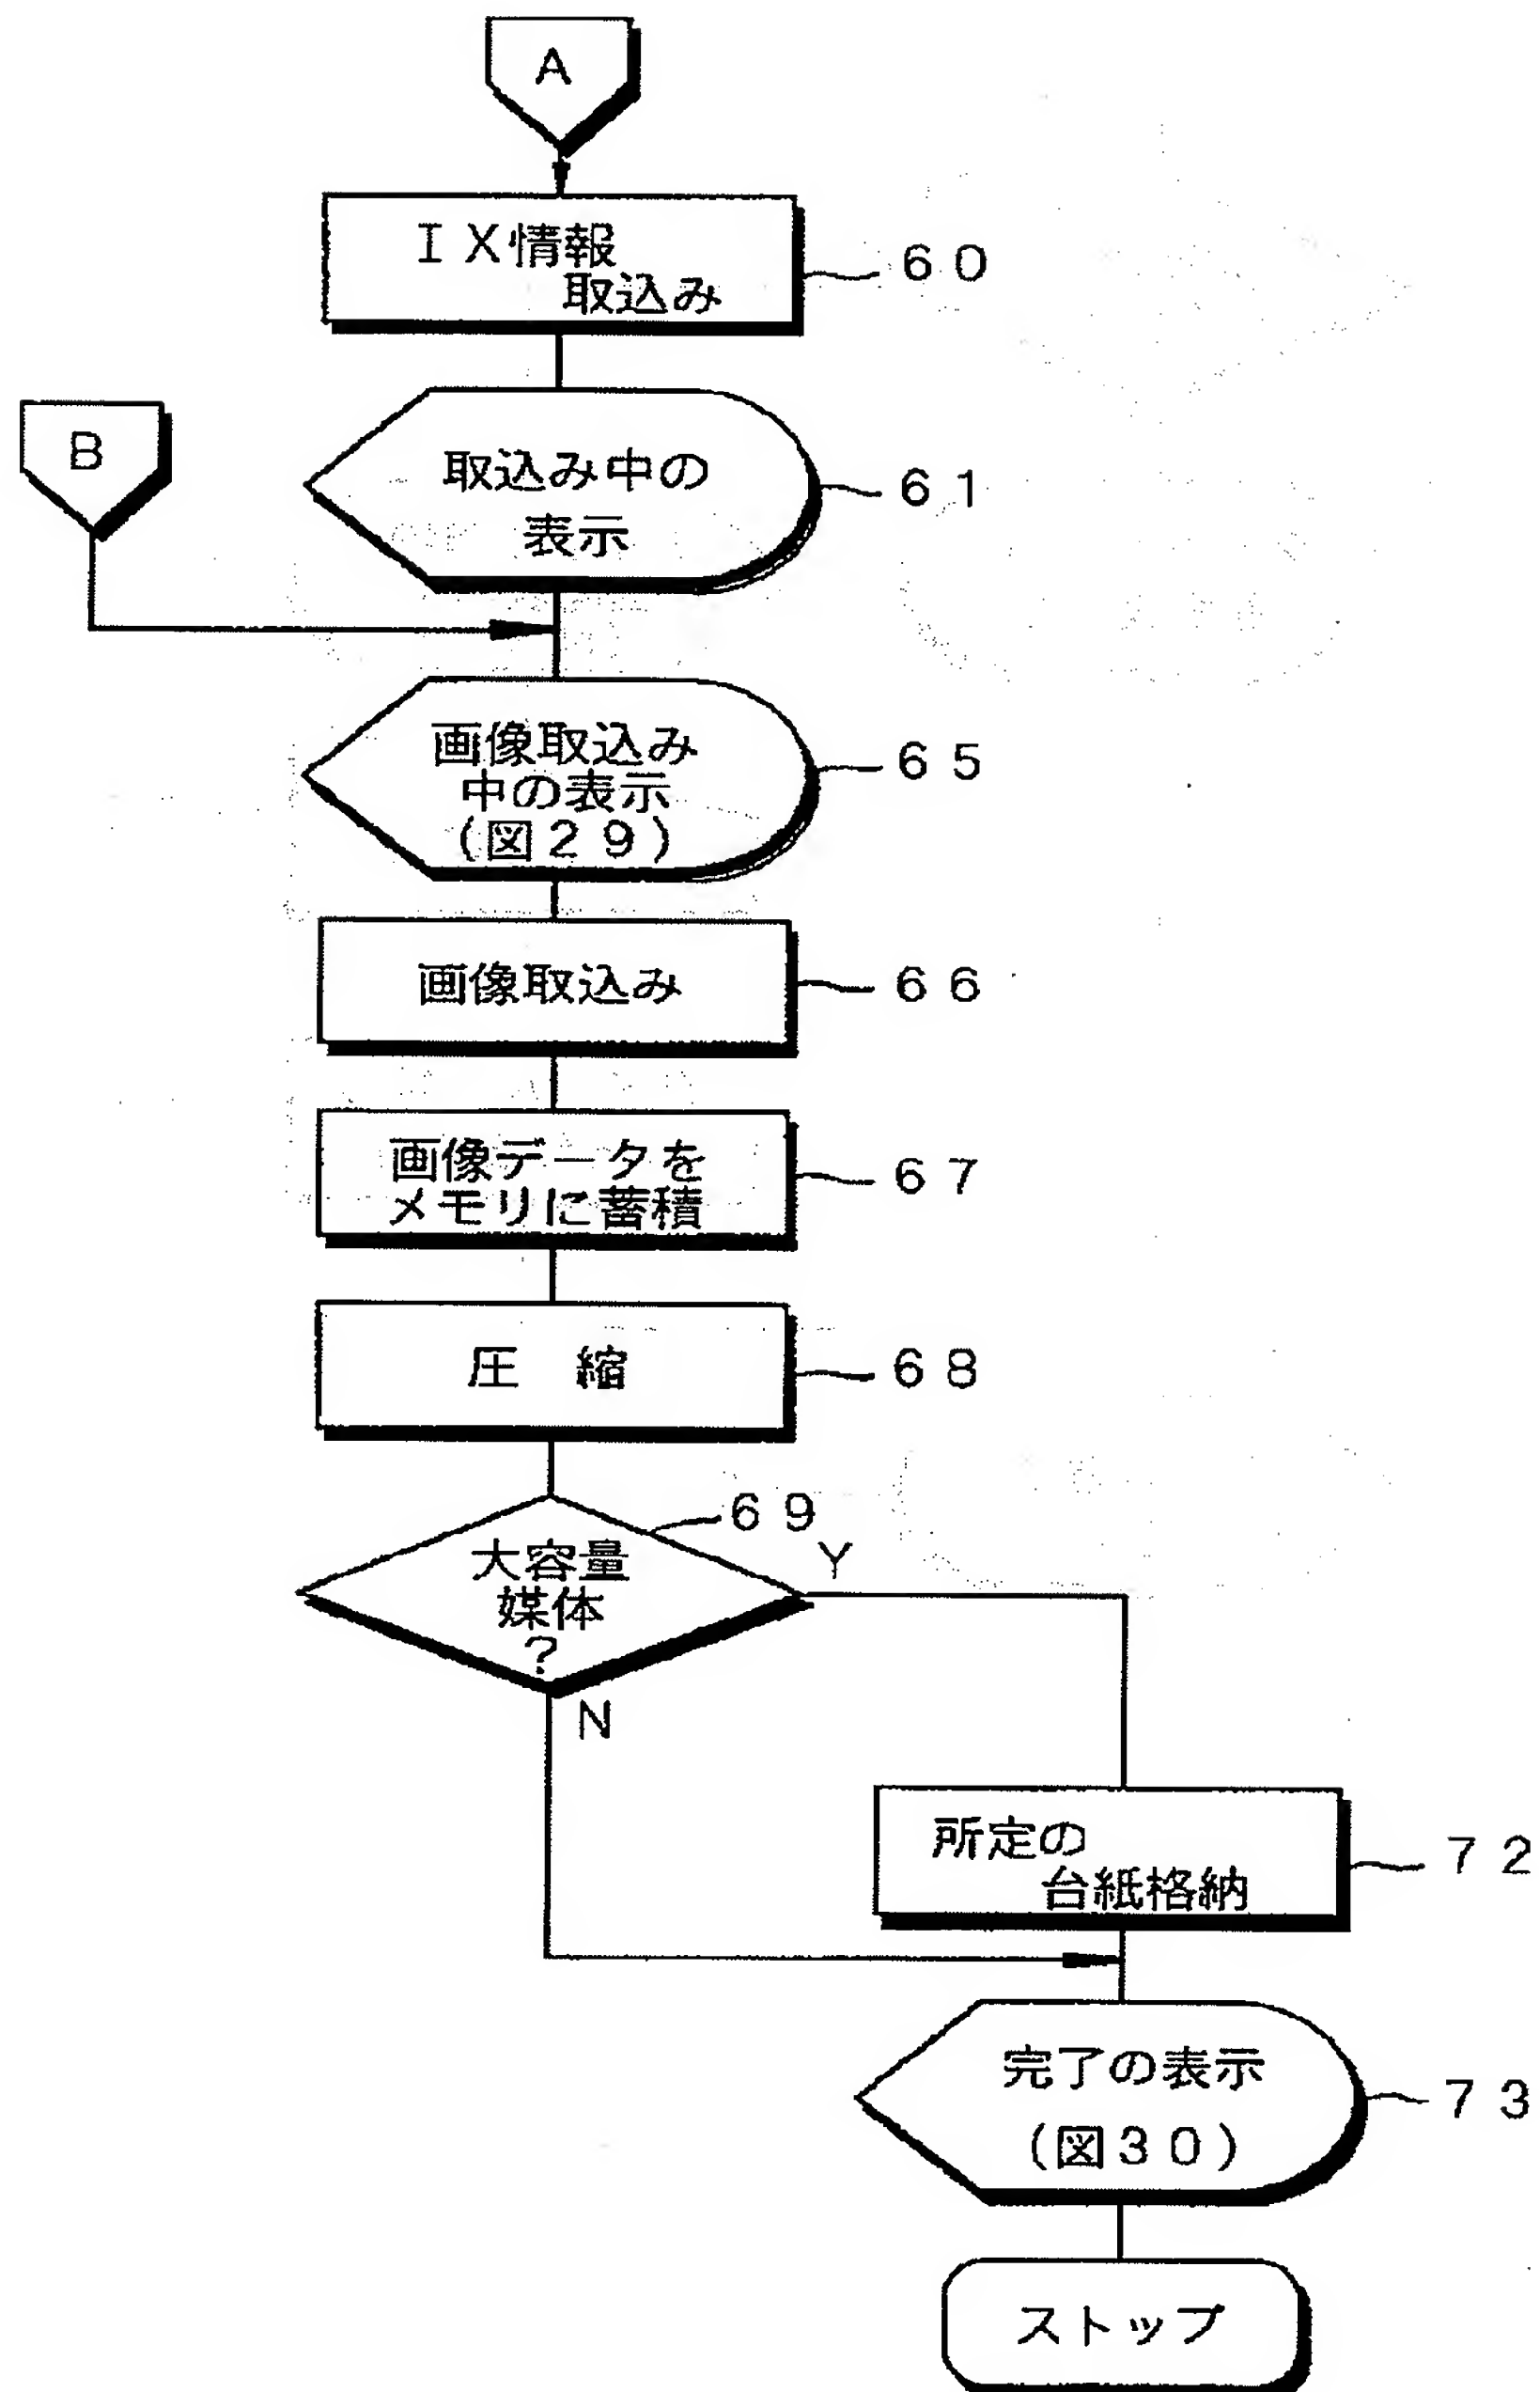 A
ＩＸ情報
取込み
６０
B
取込み中の
表示
６１
画像取込み
中の表示
（図２９）
６５
画像取込み
６６
画像データを
メモリに蓄積
６７
圧　縮
６８
６９
大容量
媒体
？
Y
N
所定の
台紙格納
７２
完了の表示
（図３０）
７３
ストップ